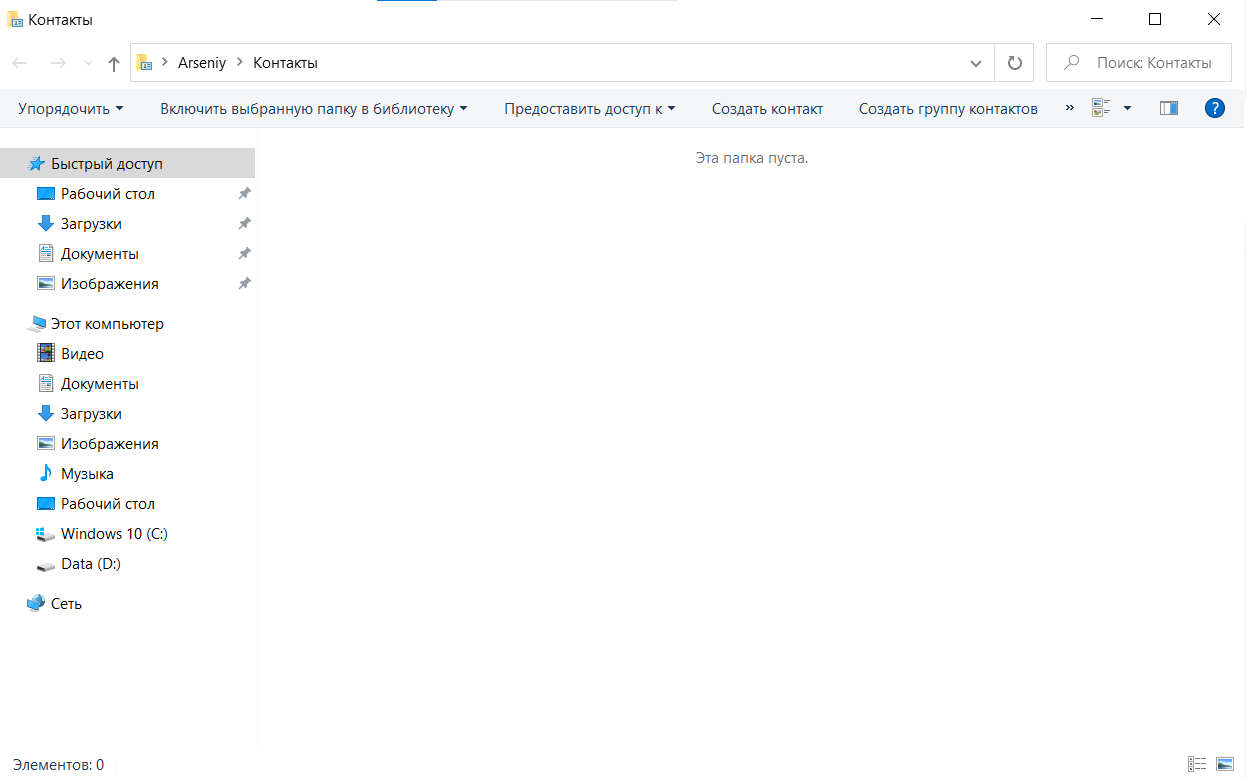 Контакты
Arseniy
Контакты
Поиск: Контакты
Упорядочить
Включить выбранную папку в библиотеку
Предоставить доступ к
Создать контакт
Создать группу контактов
»
?
Быстрый доступ
Рабочий стол
Загрузки
Документы
Изображения
Этот компьютер
Видео
Документы
Загрузки
Изображения
Музыка
Рабочий стол
Windows 10 (C:)
Data (D:)
Сеть
Эта папка пуста.
Элементов: 0